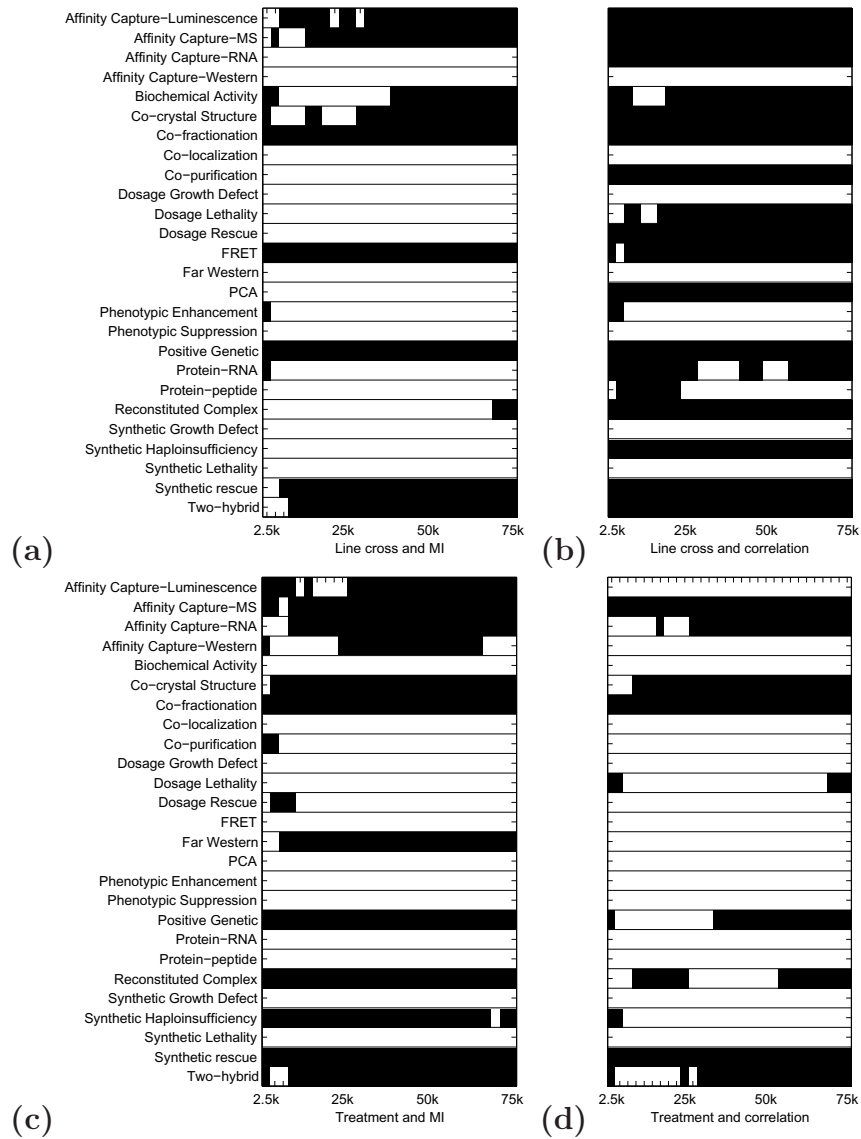 Affinity Capture−Luminescence
Affinity Capture−MS
Affinity Capture−RNA
Affinity Capture−Western
Biochemical Activity
Co−crystal Structure
Co−fractionation
Co−localization
Co−purification
Dosage Growth Defect
Dosage Lethality
Dosage Rescue
FRET
Far Western
PCA
Phenotypic Enhancement
Phenotypic Suppression
Positive Genetic
Protein−RNA
Protein−peptide
Reconstituted Complex
Synthetic Growth Defect
Synthetic Haploinsufficiency
Synthetic Lethality
Synthetic rescue
Two−hybrid
2.5k 25k 50k 75k
(a) Line cross and MI
2.5k 25k 50k 75k
(b) Line cross and correlation
Affinity Capture−Luminescence
Affinity Capture−MS
Affinity Capture−RNA
Affinity Capture−Western
Biochemical Activity
Co−crystal Structure
Co−fractionation
Co−localization
Co−purification
Dosage Growth Defect
Dosage Lethality
Dosage Rescue
FRET
Far Western
PCA
Phenotypic Enhancement
Phenotypic Suppression
Positive Genetic
Protein−RNA
Protein−peptide
Reconstituted Complex
Synthetic Growth Defect
Synthetic Haploinsufficiency
Synthetic Lethality
Synthetic rescue
Two−hybrid
2.5k 25k 50k 75k
(c) Treatment and MI
2.5k 25k 50k 75k
(d) Treatment and correlation